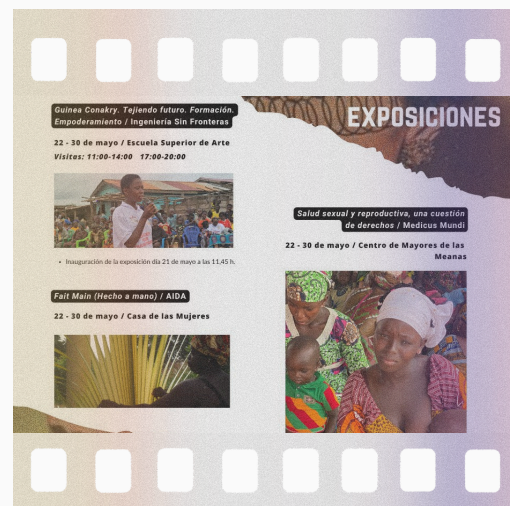 Guinea Conakry. Tejiendo futuro. Formación.
Empoderamiento / Ingeniería Sin Fronteras
22 - 30 de mayo / Escuela Superior de Arte
Visitas: 11:00-14:00 17:00-20:00
• Inauguración de la exposición día 21 de mayo a las 11,45 h.
Fait Main (Hecho a mano) / AIDA
22 - 30 de mayo / Casa de las Mujeres
EXPOSICIONES
Salud sexual y reproductiva, una cuestión
de derechos / Medicus Mundi
22 - 30 de mayo / Centro de Mayores de las
Meanas